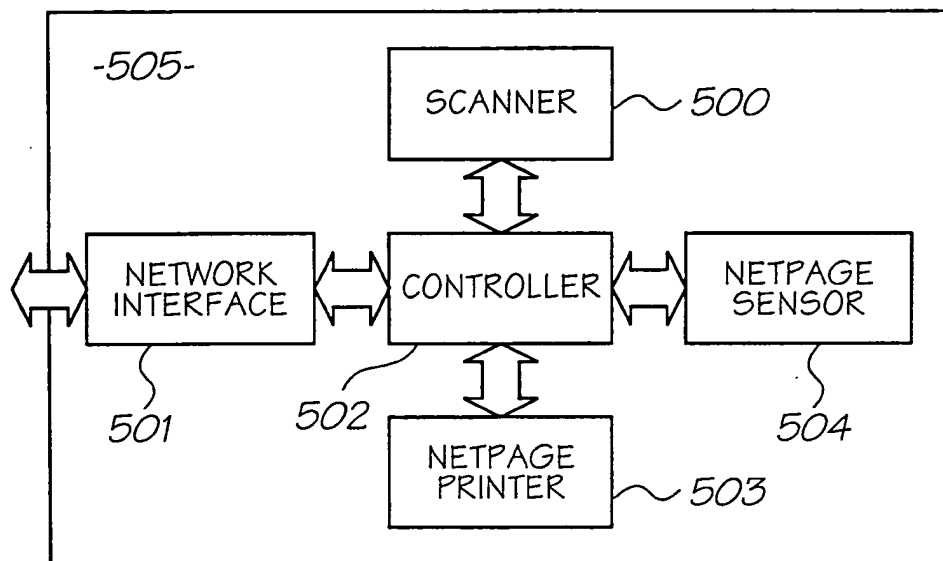 -505-
SCANNER
500
NETWORK
INTERFACE
501
CONTROLLER
502
NETPAGE
SENSOR
504
NETPAGE
PRINTER
503